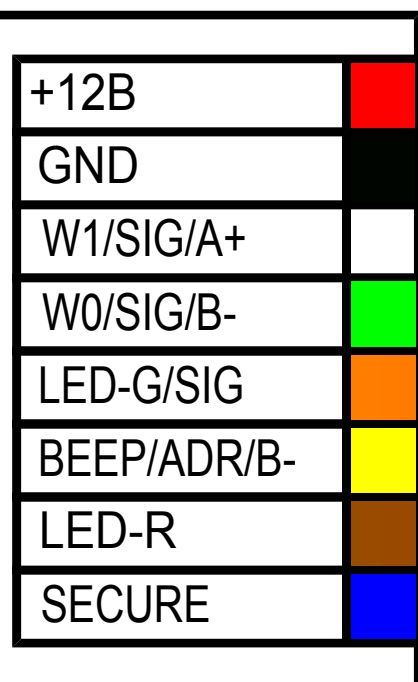 +12B
GND
W1/SIG/A+
W0/SIG/B-
LED-G/SIG
BEEP/ADR/B-
LED-R
SECURE